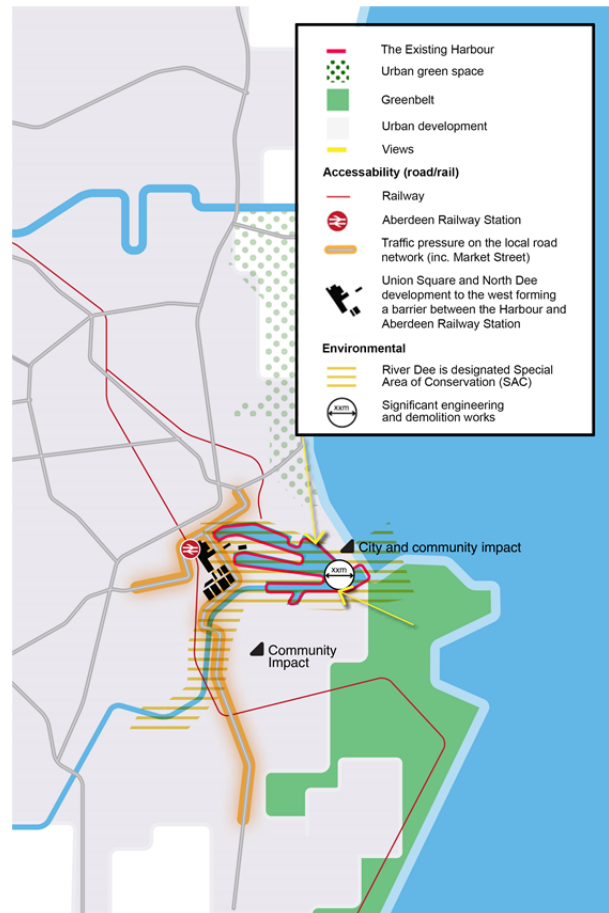 The Existing Harbour
Urban green space
Greenbelt
Urban development
Views
Accessability (road/rail)
Railway
Aberdeen Railway Station
Traffic pressure on the local road
network (inc. Market Street)
Union Square and North Dee
development to the west forming
a barrier between the Harbour and
Aberdeen Railway Station
Environmental
River Dee is designated Special
Area of Conservation (SAC)
xxm
Significant engineering
and demolition works
City and community impact
xxm
Community
Impact